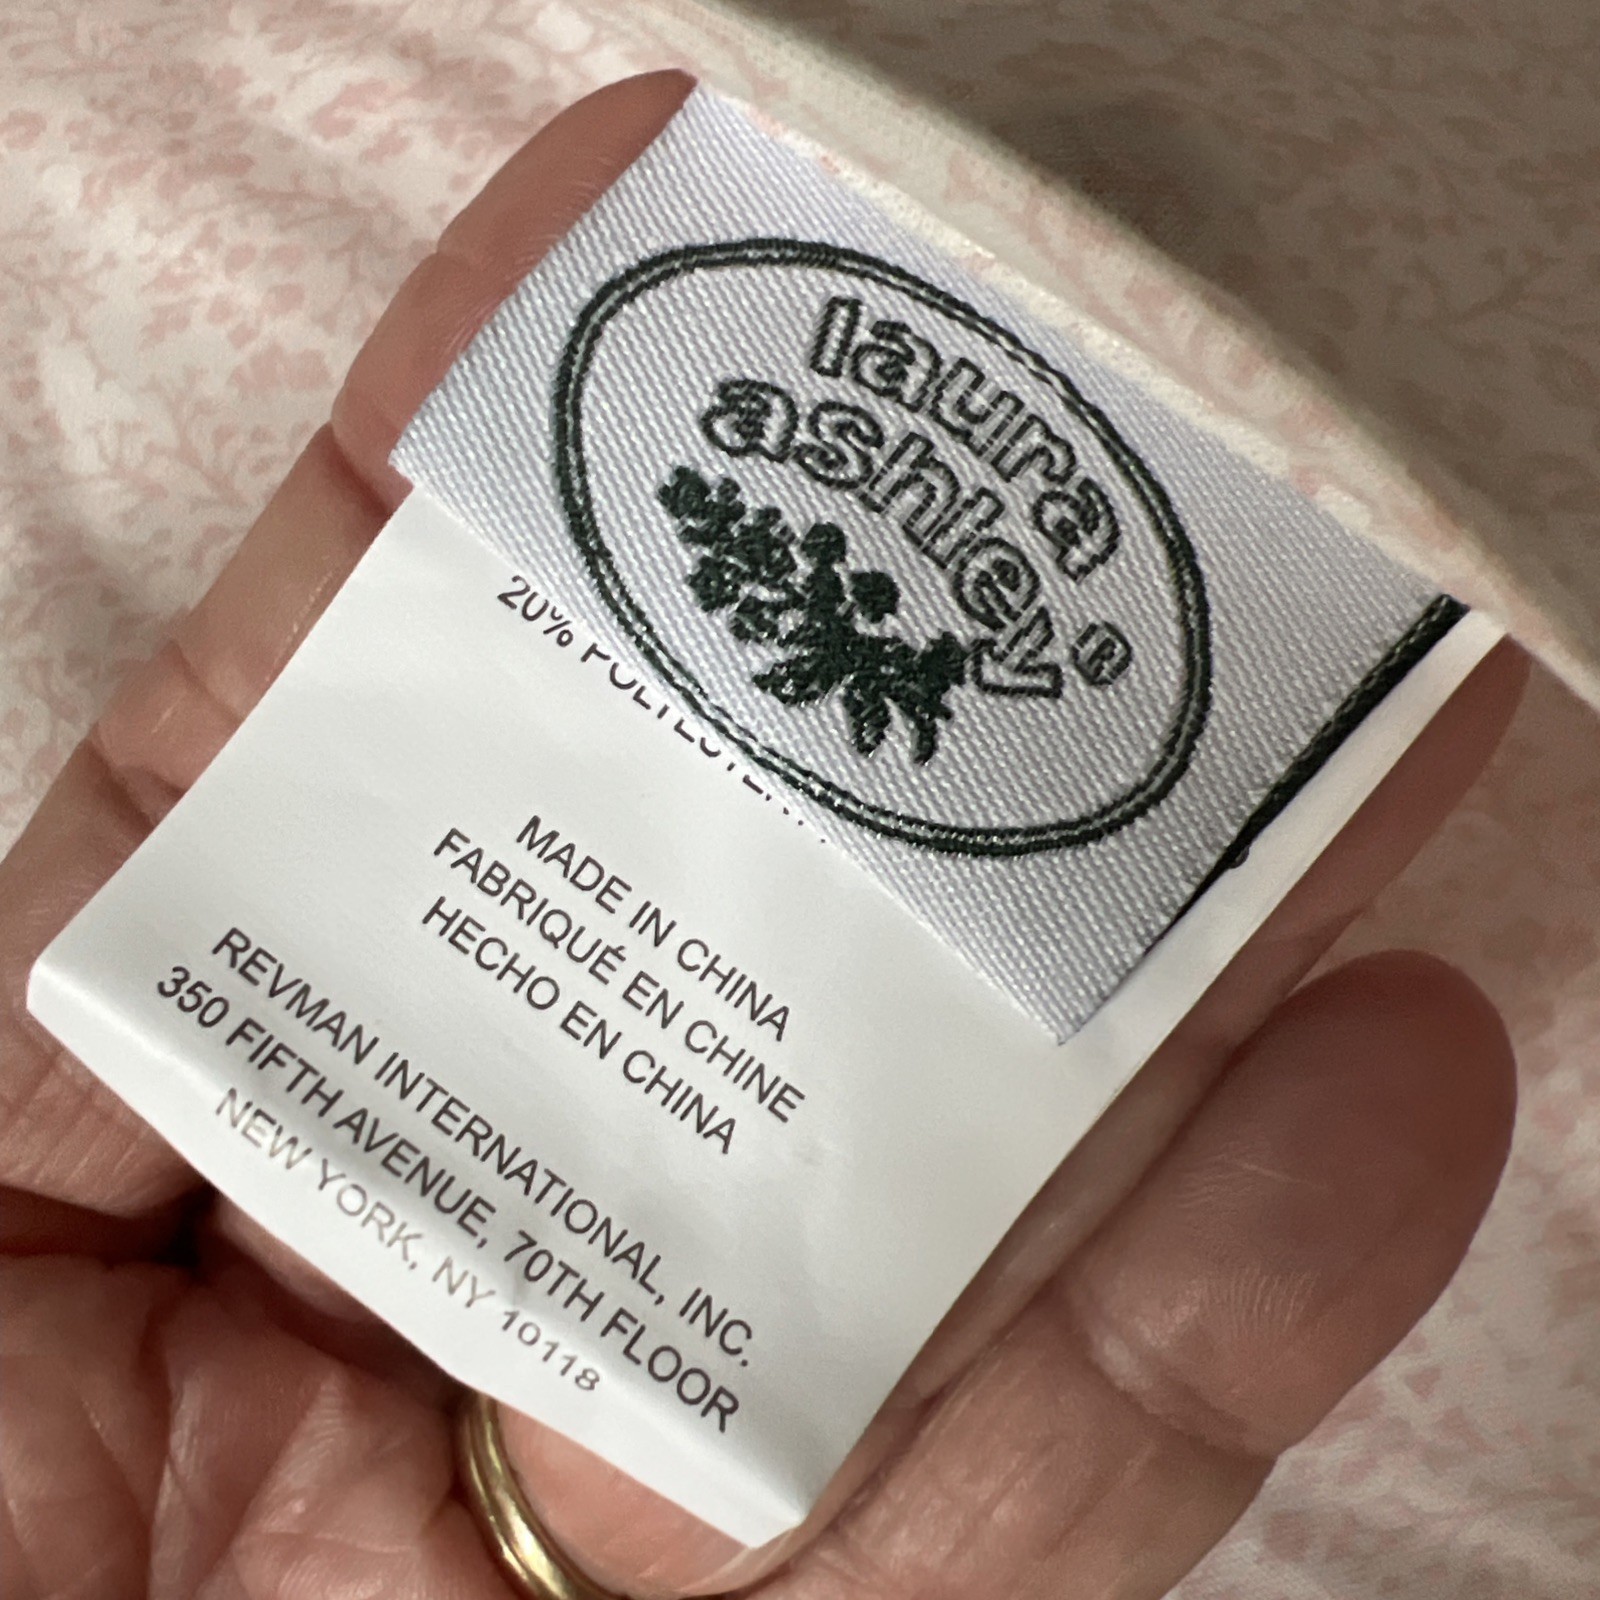 laura
ashley®
20% POLYESTER
MADE IN CHINA
FABRIQUÉ EN CHINE
HECHO EN CHINA
REVMAN INTERNATIONAL, INC.
350 FIFTH AVENUE, 70TH FLOOR
NEW YORK, NY 10118